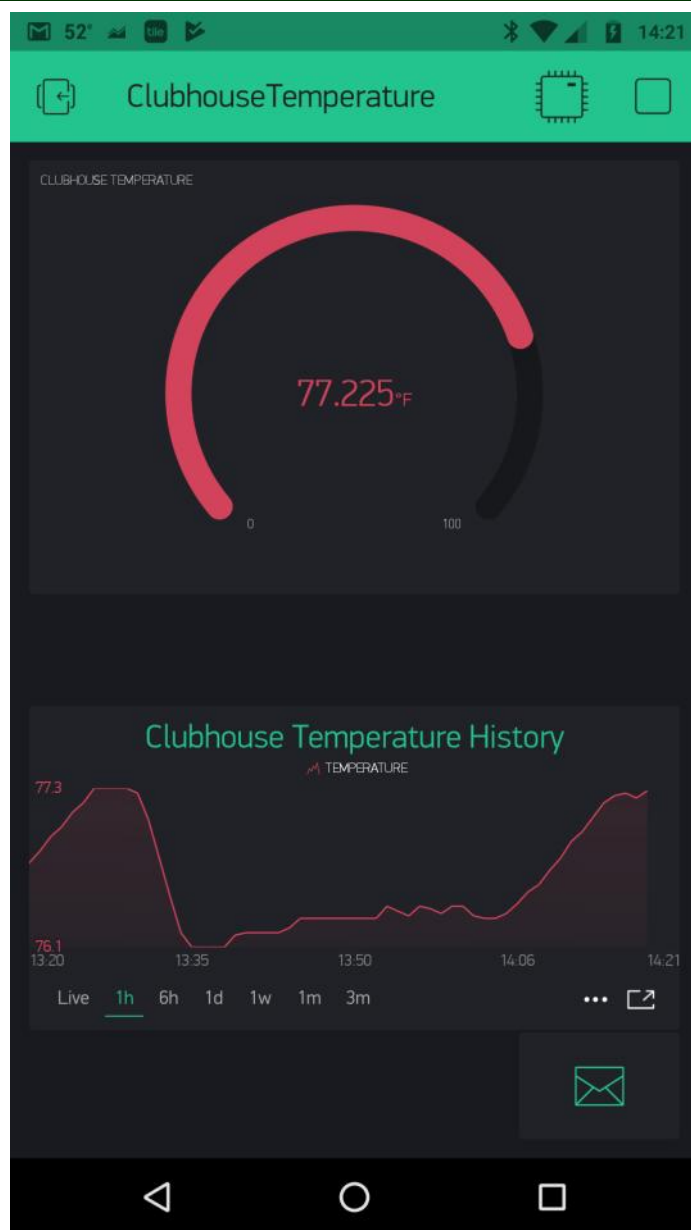 52° tile 14:21
ClubhouseTemperature
CLUBHOUSE TEMPERATURE
77.225°F
0 100
Clubhouse Temperature History
TEMPERATURE
77.3
76.1
13:20 13:35 13:50 14:06 14:21
Live 1h 6h 1d 1w 1m 3m